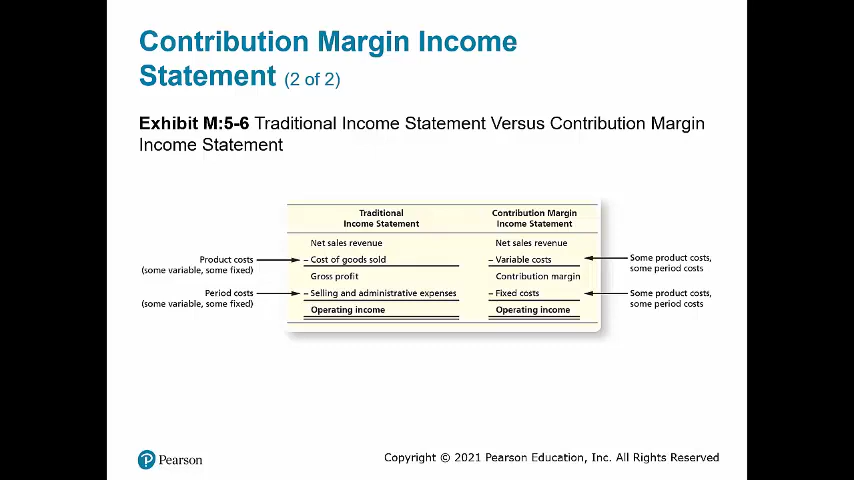 Contribution Margin Income
Statement (2 of 2)
Exhibit M:5-6 Traditional Income Statement Versus Contribution Margin
Income Statement
Traditional
Income Statement
Contribution Margin
Income Statement
Net sales revenue
Net sales revenue
Product costs
(some variable, some fixed)
– Cost of goods sold
– Variable costs
Some product costs,
some period costs
Gross profit
Contribution margin
Period costs
(some variable, some fixed)
– Selling and administrative expenses
– Fixed costs
Some product costs,
some period costs
Operating income
Operating income
P Pearson
Copyright © 2021 Pearson Education, Inc. All Rights Reserved